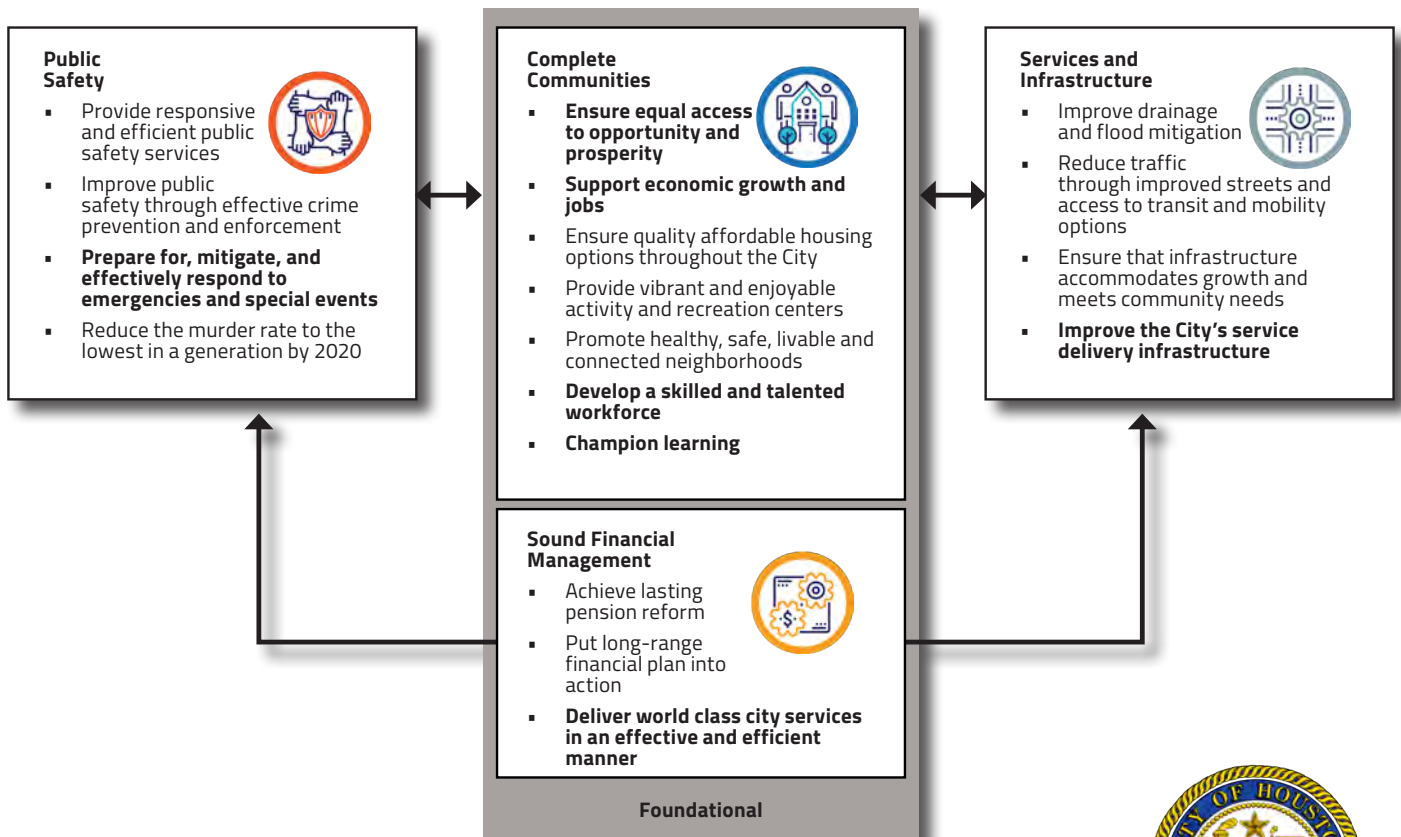 Public
Safety
▪ Provide responsive
and efficient public
safety services
▪ Improve public
safety through effective crime
prevention and enforcement
▪ Prepare for, mitigate, and
effectively respond to
emergencies and special events
▪ Reduce the murder rate to the
lowest in a generation by 2020
Complete
Communities
▪ Ensure equal access
to opportunity and
prosperity
▪ Support economic growth and
jobs
▪ Ensure quality affordable housing
options throughout the City
▪ Provide vibrant and enjoyable
activity and recreation centers
▪ Promote healthy, safe, livable and
connected neighborhoods
▪ Develop a skilled and talented
workforce
▪ Champion learning
Services and
Infrastructure
▪ Improve drainage
and flood mitigation
▪ Reduce traffic
through improved streets and
access to transit and mobility
options
▪ Ensure that infrastructure
accommodates growth and
meets community needs
▪ Improve the City’s service
delivery infrastructure
Sound Financial
Management
▪ Achieve lasting
pension reform
▪ Put long-range
financial plan into
action
▪ Deliver world class city services
in an effective and efficient
manner
$
Foundational
OF HOUSTO